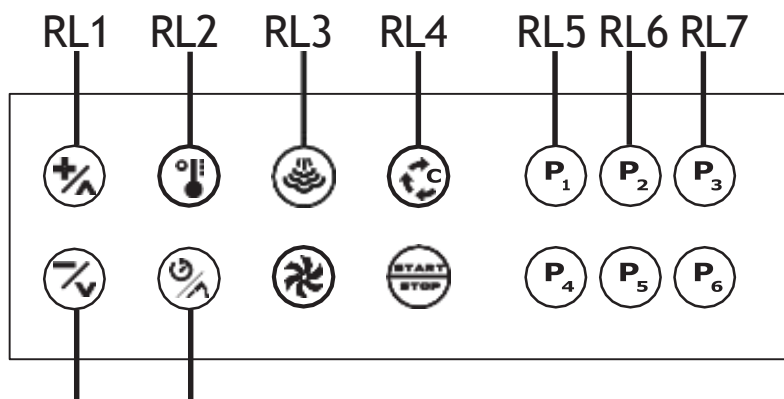 RL1 RL2 RL3 RL4 RL5 RL6 RL7
C P1 P2 P3
START
STOP
P4 P5 P6